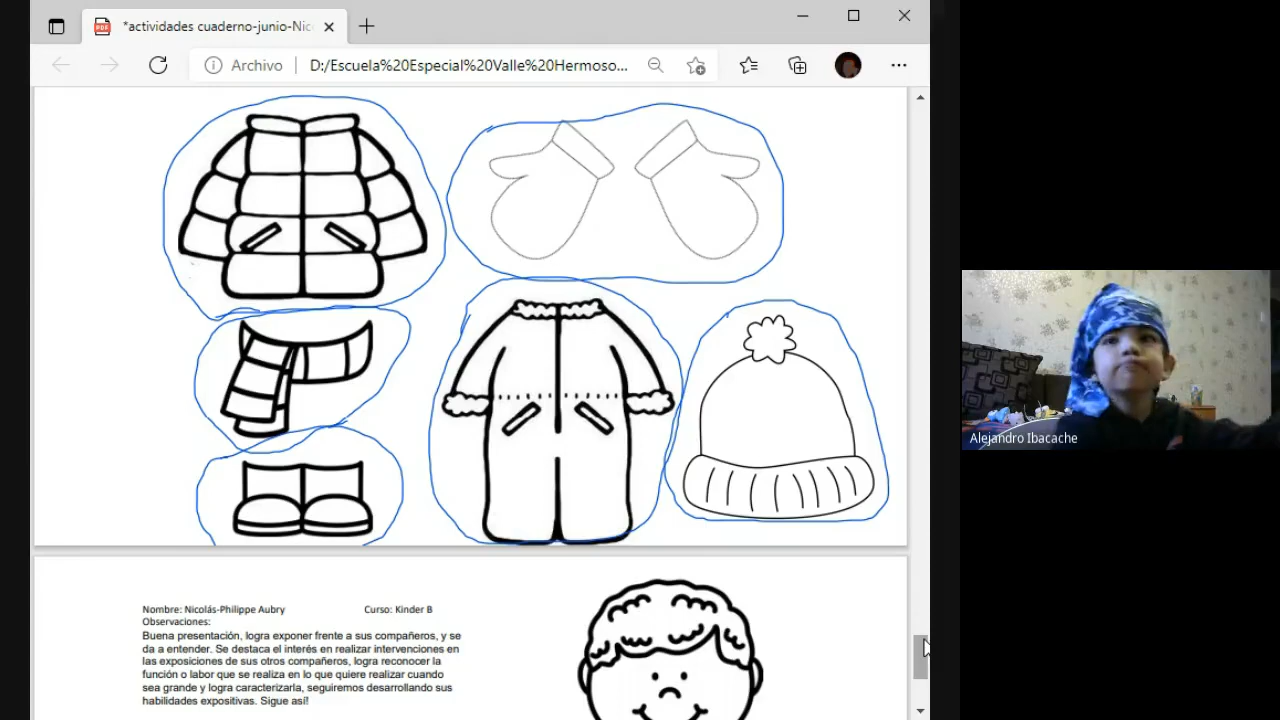 *actividades cuaderno-junio-Nic
Archivo
D:/Escuela%20Especial%20Valle%20Hermoso...
Nombre: Nicolás-Philippe Aubry Curso: Kinder B
Observaciones:
Buena presentación, logra exponer frente a sus compañeros, y se
da a entender. Se destaca el interés en realizar intervenciones en
las exposiciones de sus otros compañeros, logra reconocer la
función o labor que se realiza en lo que quiere realizar cuando
sea grande y logra caracterizarla, seguiremos desarrollando sus
habilidades expositivas. Sigue así!
Alejandro Ibacache